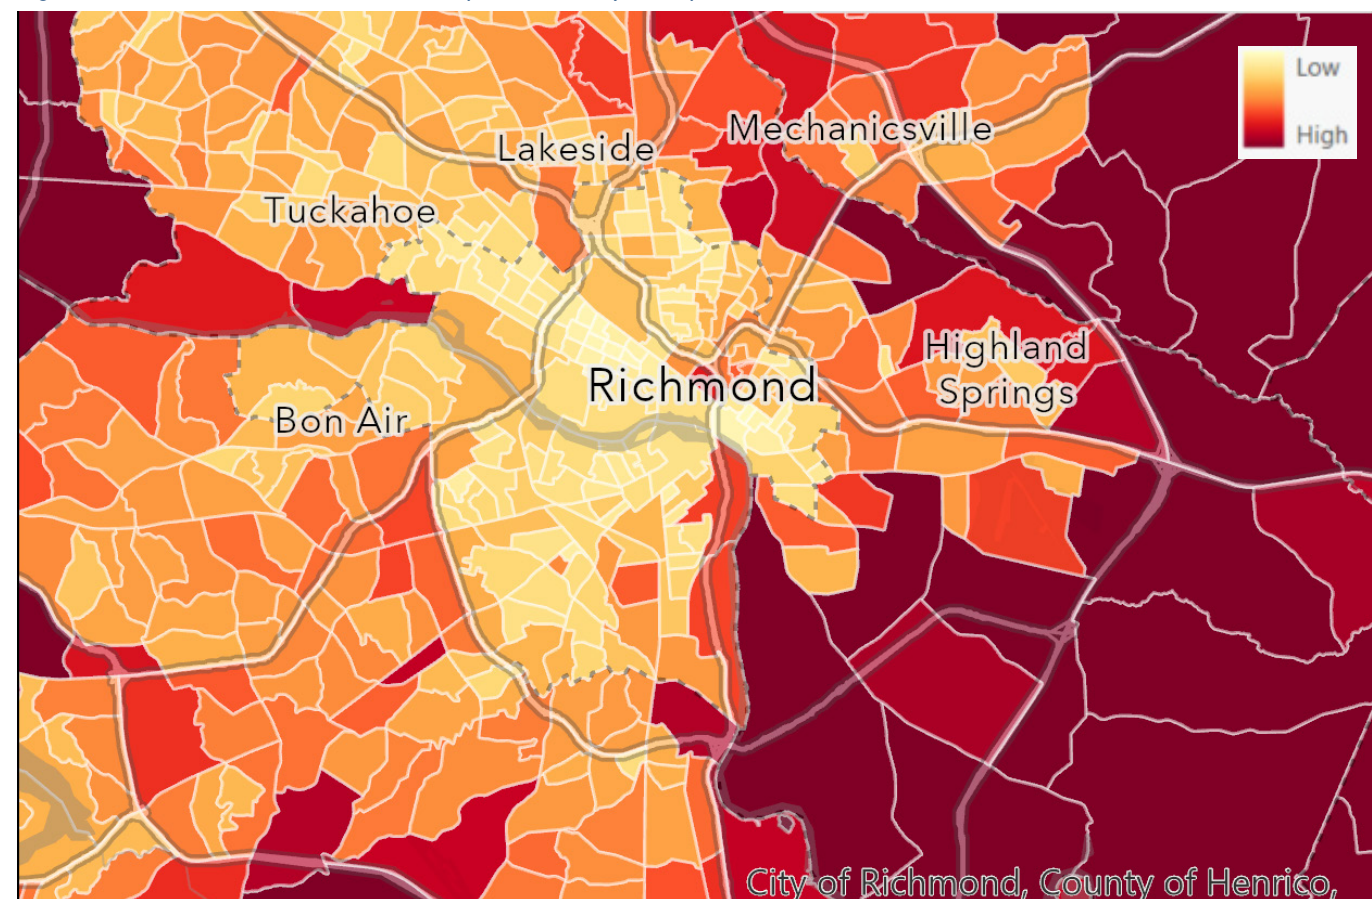 Low
High
Mechanicsville
Lakeside
Tuckahoe
Highland
Springs
Richmond
Bon Air
City of Richmond, County of Henrico,